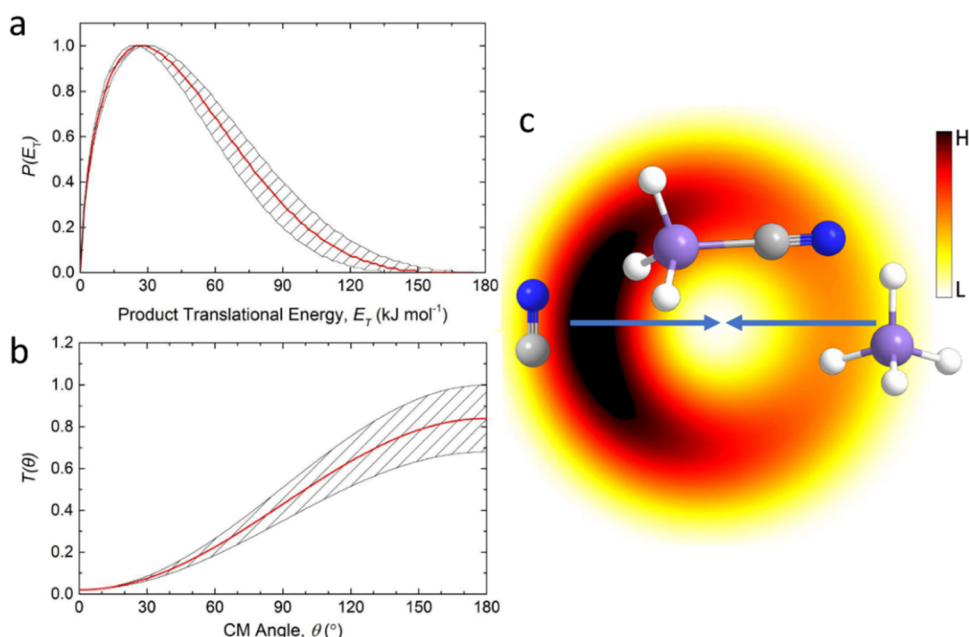 a
1.0
0.8
0.6
0.4
0.2
0.0
P(E_T)
0 30 60 90 120 150 180
Product Translational Energy, E_T (kJ mol⁻¹)
b
1.2
1.0
0.8
0.6
0.4
0.2
0.0
T(θ)
0 30 60 90 120 150 180
CM Angle, θ (°)
c
H
L